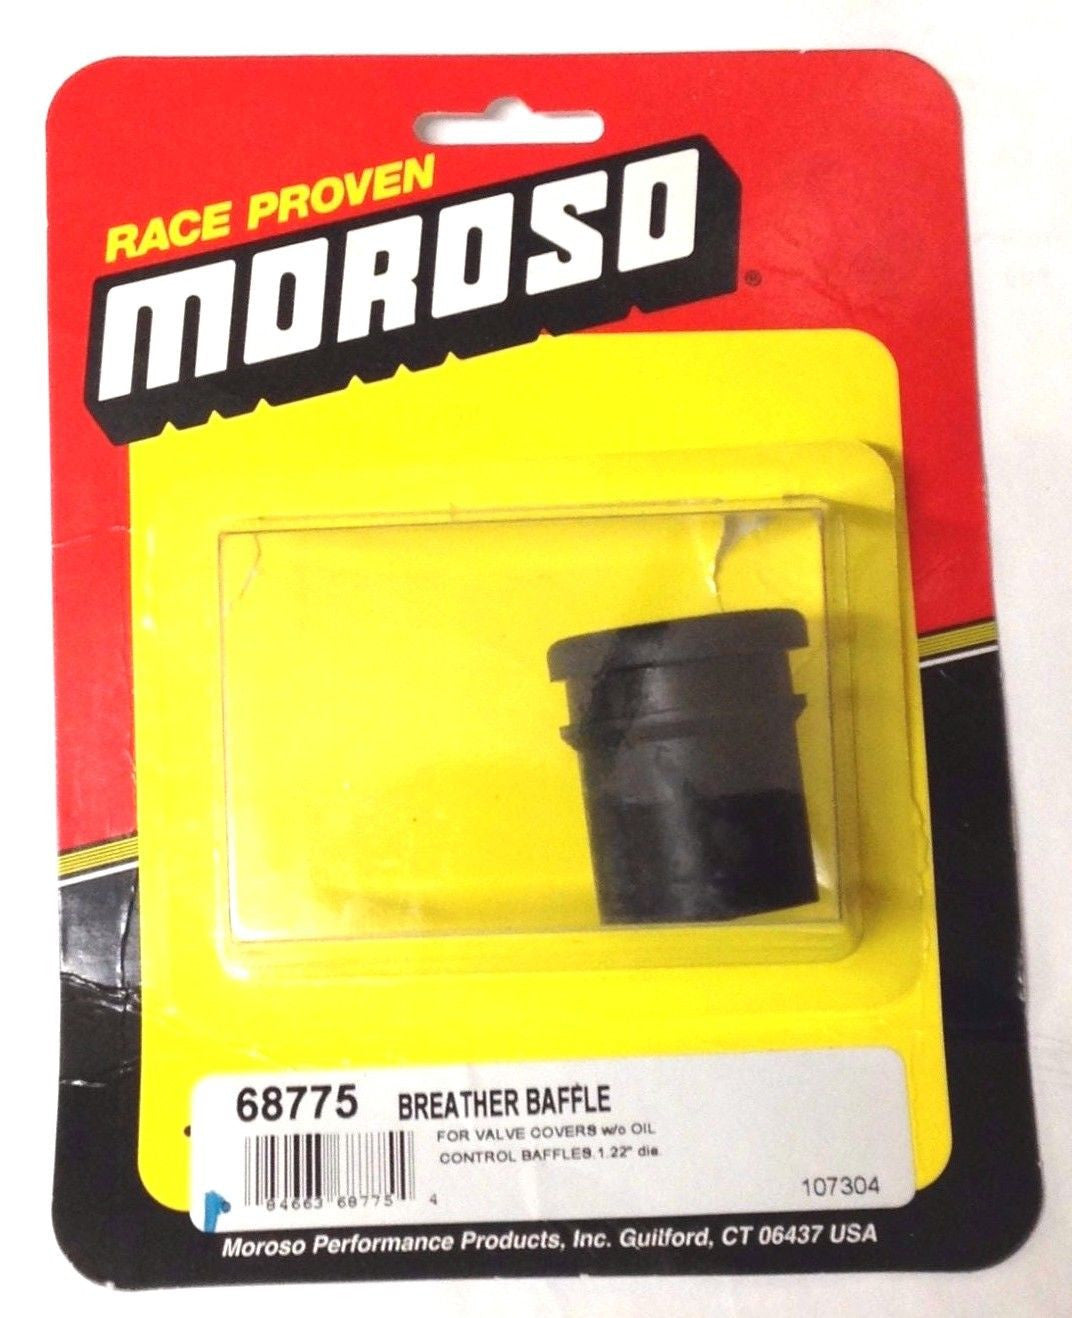 RACE PROVEN
MOROSO
®
68775 BREATHER BAFFLE
FOR VALVE COVERS w/o OIL
CONTROL BAFFLES.1.22" dia
84663 68775 4
107304
Moroso Performance Products, Inc. Guilford, CT 06437 USA